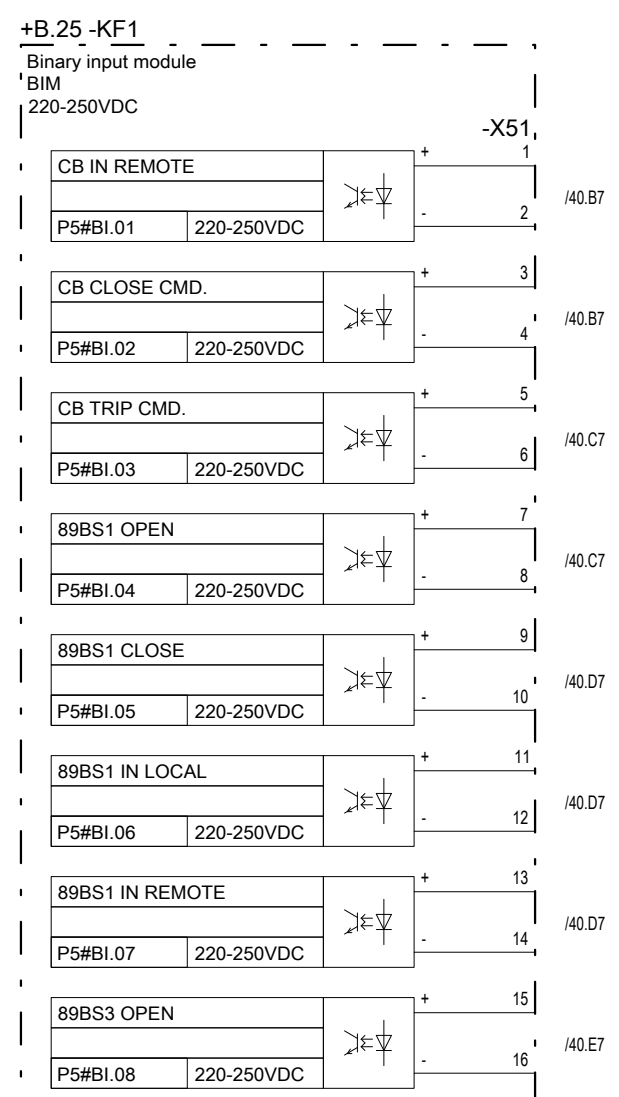 +B.25 -KF1
Binary input module
BIM
220-250VDC
-X51
CB IN REMOTE
+ 1
/40.B7
P5#BI.01 220-250VDC
- 2
CB CLOSE CMD.
+ 3
/40.B7
P5#BI.02 220-250VDC
- 4
CB TRIP CMD.
+ 5
/40.C7
P5#BI.03 220-250VDC
- 6
89BS1 OPEN
+ 7
/40.C7
P5#BI.04 220-250VDC
- 8
89BS1 CLOSE
+ 9
/40.D7
P5#BI.05 220-250VDC
- 10
89BS1 IN LOCAL
+ 11
/40.D7
P5#BI.06 220-250VDC
- 12
89BS1 IN REMOTE
+ 13
/40.D7
P5#BI.07 220-250VDC
- 14
89BS3 OPEN
+ 15
/40.E7
P5#BI.08 220-250VDC
- 16